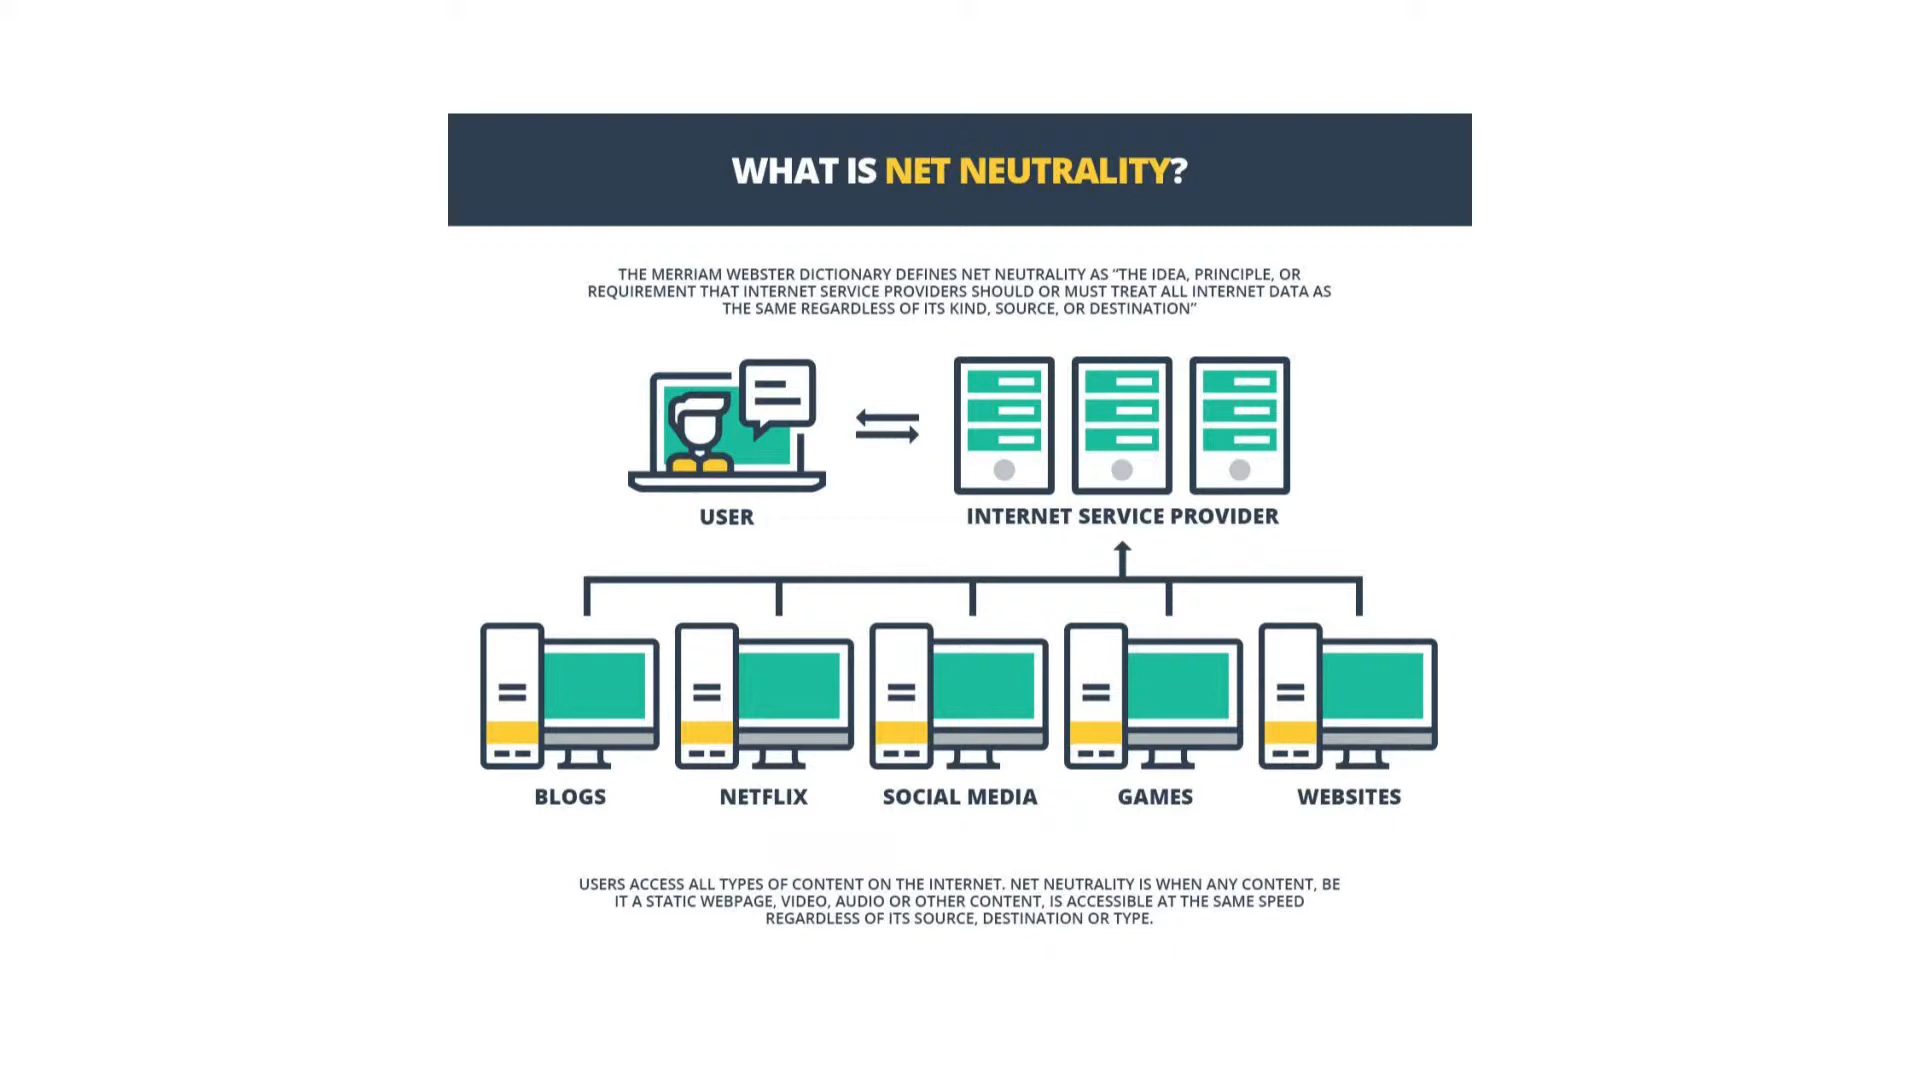 WHAT IS NET NEUTRALITY?
THE MERRIAM WEBSTER DICTIONARY DEFINES NET NEUTRALITY AS “THE IDEA, PRINCIPLE, OR
REQUIREMENT THAT INTERNET SERVICE PROVIDERS SHOULD OR MUST TREAT ALL INTERNET DATA AS
THE SAME REGARDLESS OF ITS KIND, SOURCE, OR DESTINATION”
USER
INTERNET SERVICE PROVIDER
BLOGS
NETFLIX
SOCIAL MEDIA
GAMES
WEBSITES
USERS ACCESS ALL TYPES OF CONTENT ON THE INTERNET. NET NEUTRALITY IS WHEN ANY CONTENT, BE
IT A STATIC WEBPAGE, VIDEO, AUDIO OR OTHER CONTENT, IS ACCESSIBLE AT THE SAME SPEED
REGARDLESS OF ITS SOURCE, DESTINATION OR TYPE.